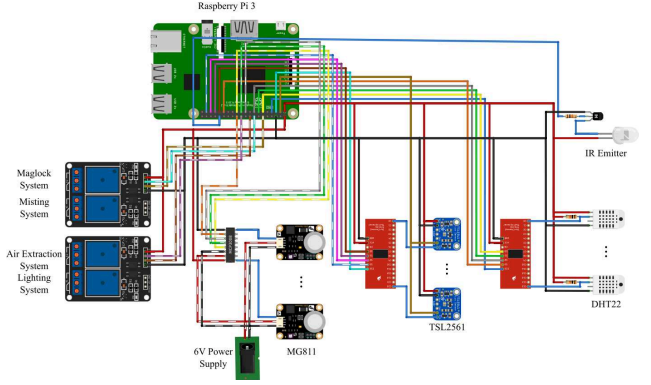 Raspberry Pi 3
IR Emitter
Maglock
System
Misting
System
Air Extraction
System
Lighting
System
DHT22
TSL2561
MG811
6V Power
Supply